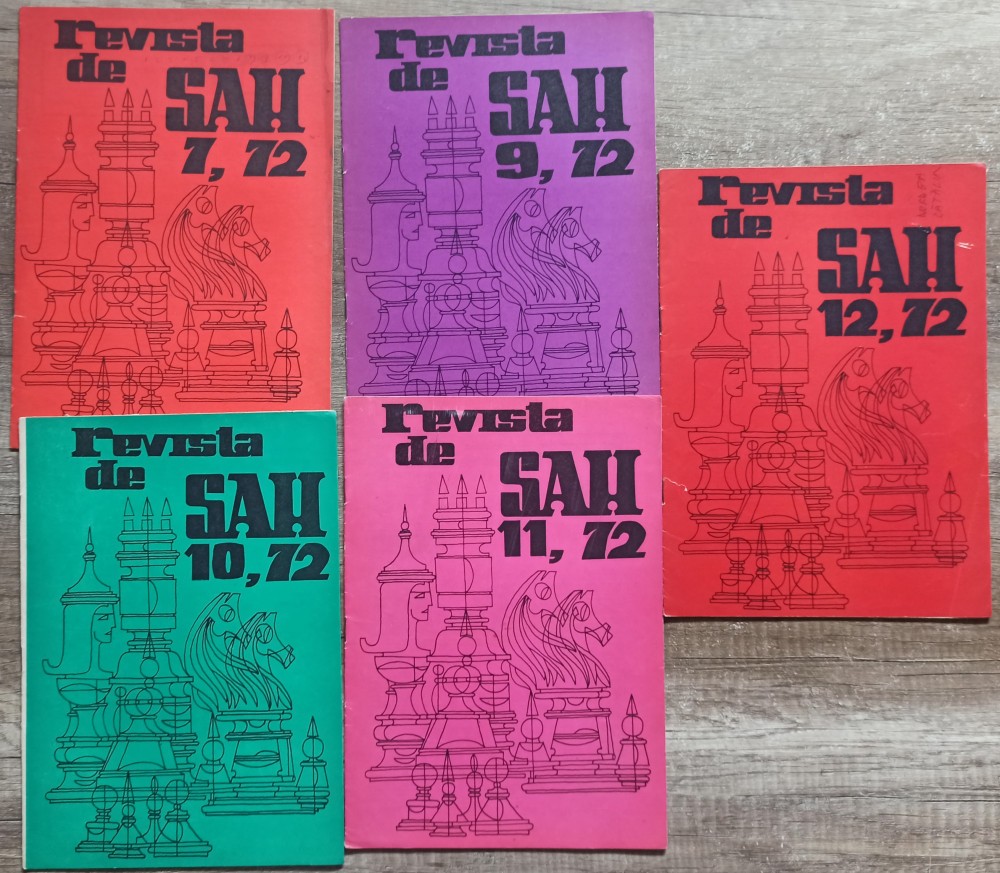 revista
de
SAH
7, 72
revista
de
SAH
9, 72
revista
de
SAH
12, 72
revista
de
SAH
10, 72
revista
de
SAH
11, 72